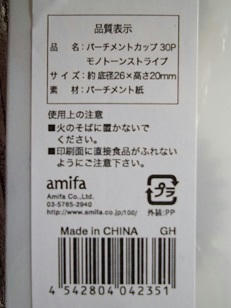 品質表示
品 名：パーチメントカップ 30P
モノトーンストライプ
サ イ ズ：約 底径26×高さ20mm
素 材：パーチメント紙
使用上の注意
■火のそばに置かないで
ください。
■印刷面に直接食品がふれない
ようにご注意下さい。
amifa
Amifa Co.,Ltd.
03-5765-2940
http://www.amifa.co.jp/100/
プラ
外装:PP
Made in CHINA GH
4 542804 042351